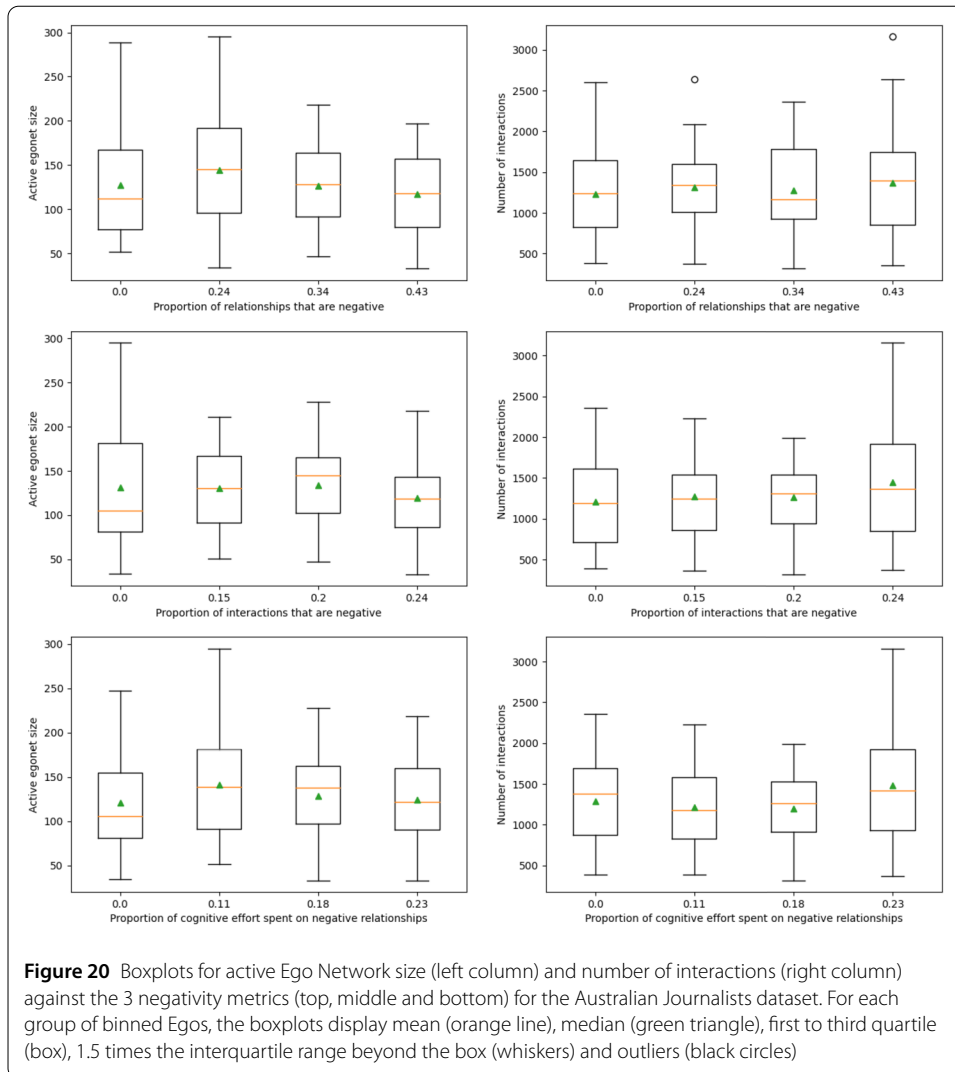 300
250
200
150
100
50
Active egonet size
0.0 0.24 0.34 0.43
Proportion of relationships that are negative
3000
2500
2000
1500
1000
500
Number of interactions
0.0 0.24 0.34 0.43
Proportion of relationships that are negative
300
250
200
150
100
50
Active egonet size
0.0 0.15 0.2 0.24
Proportion of interactions that are negative
3000
2500
2000
1500
1000
500
Number of interactions
0.0 0.15 0.2 0.24
Proportion of interactions that are negative
300
250
200
150
100
50
Active egonet size
0.0 0.11 0.18 0.23
Proportion of cognitive effort spent on negative relationships
3000
2500
2000
1500
1000
500
Number of interactions
0.0 0.11 0.18 0.23
Proportion of cognitive effort spent on negative relationships
Figure 20 Boxplots for active Ego Network size (left column) and number of interactions (right column)
against the 3 negativity metrics (top, middle and bottom) for the Australian Journalists dataset. For each
group of binned Egos, the boxplots display mean (orange line), median (green triangle), first to third quartile
(box), 1.5 times the interquartile range beyond the box (whiskers) and outliers (black circles)